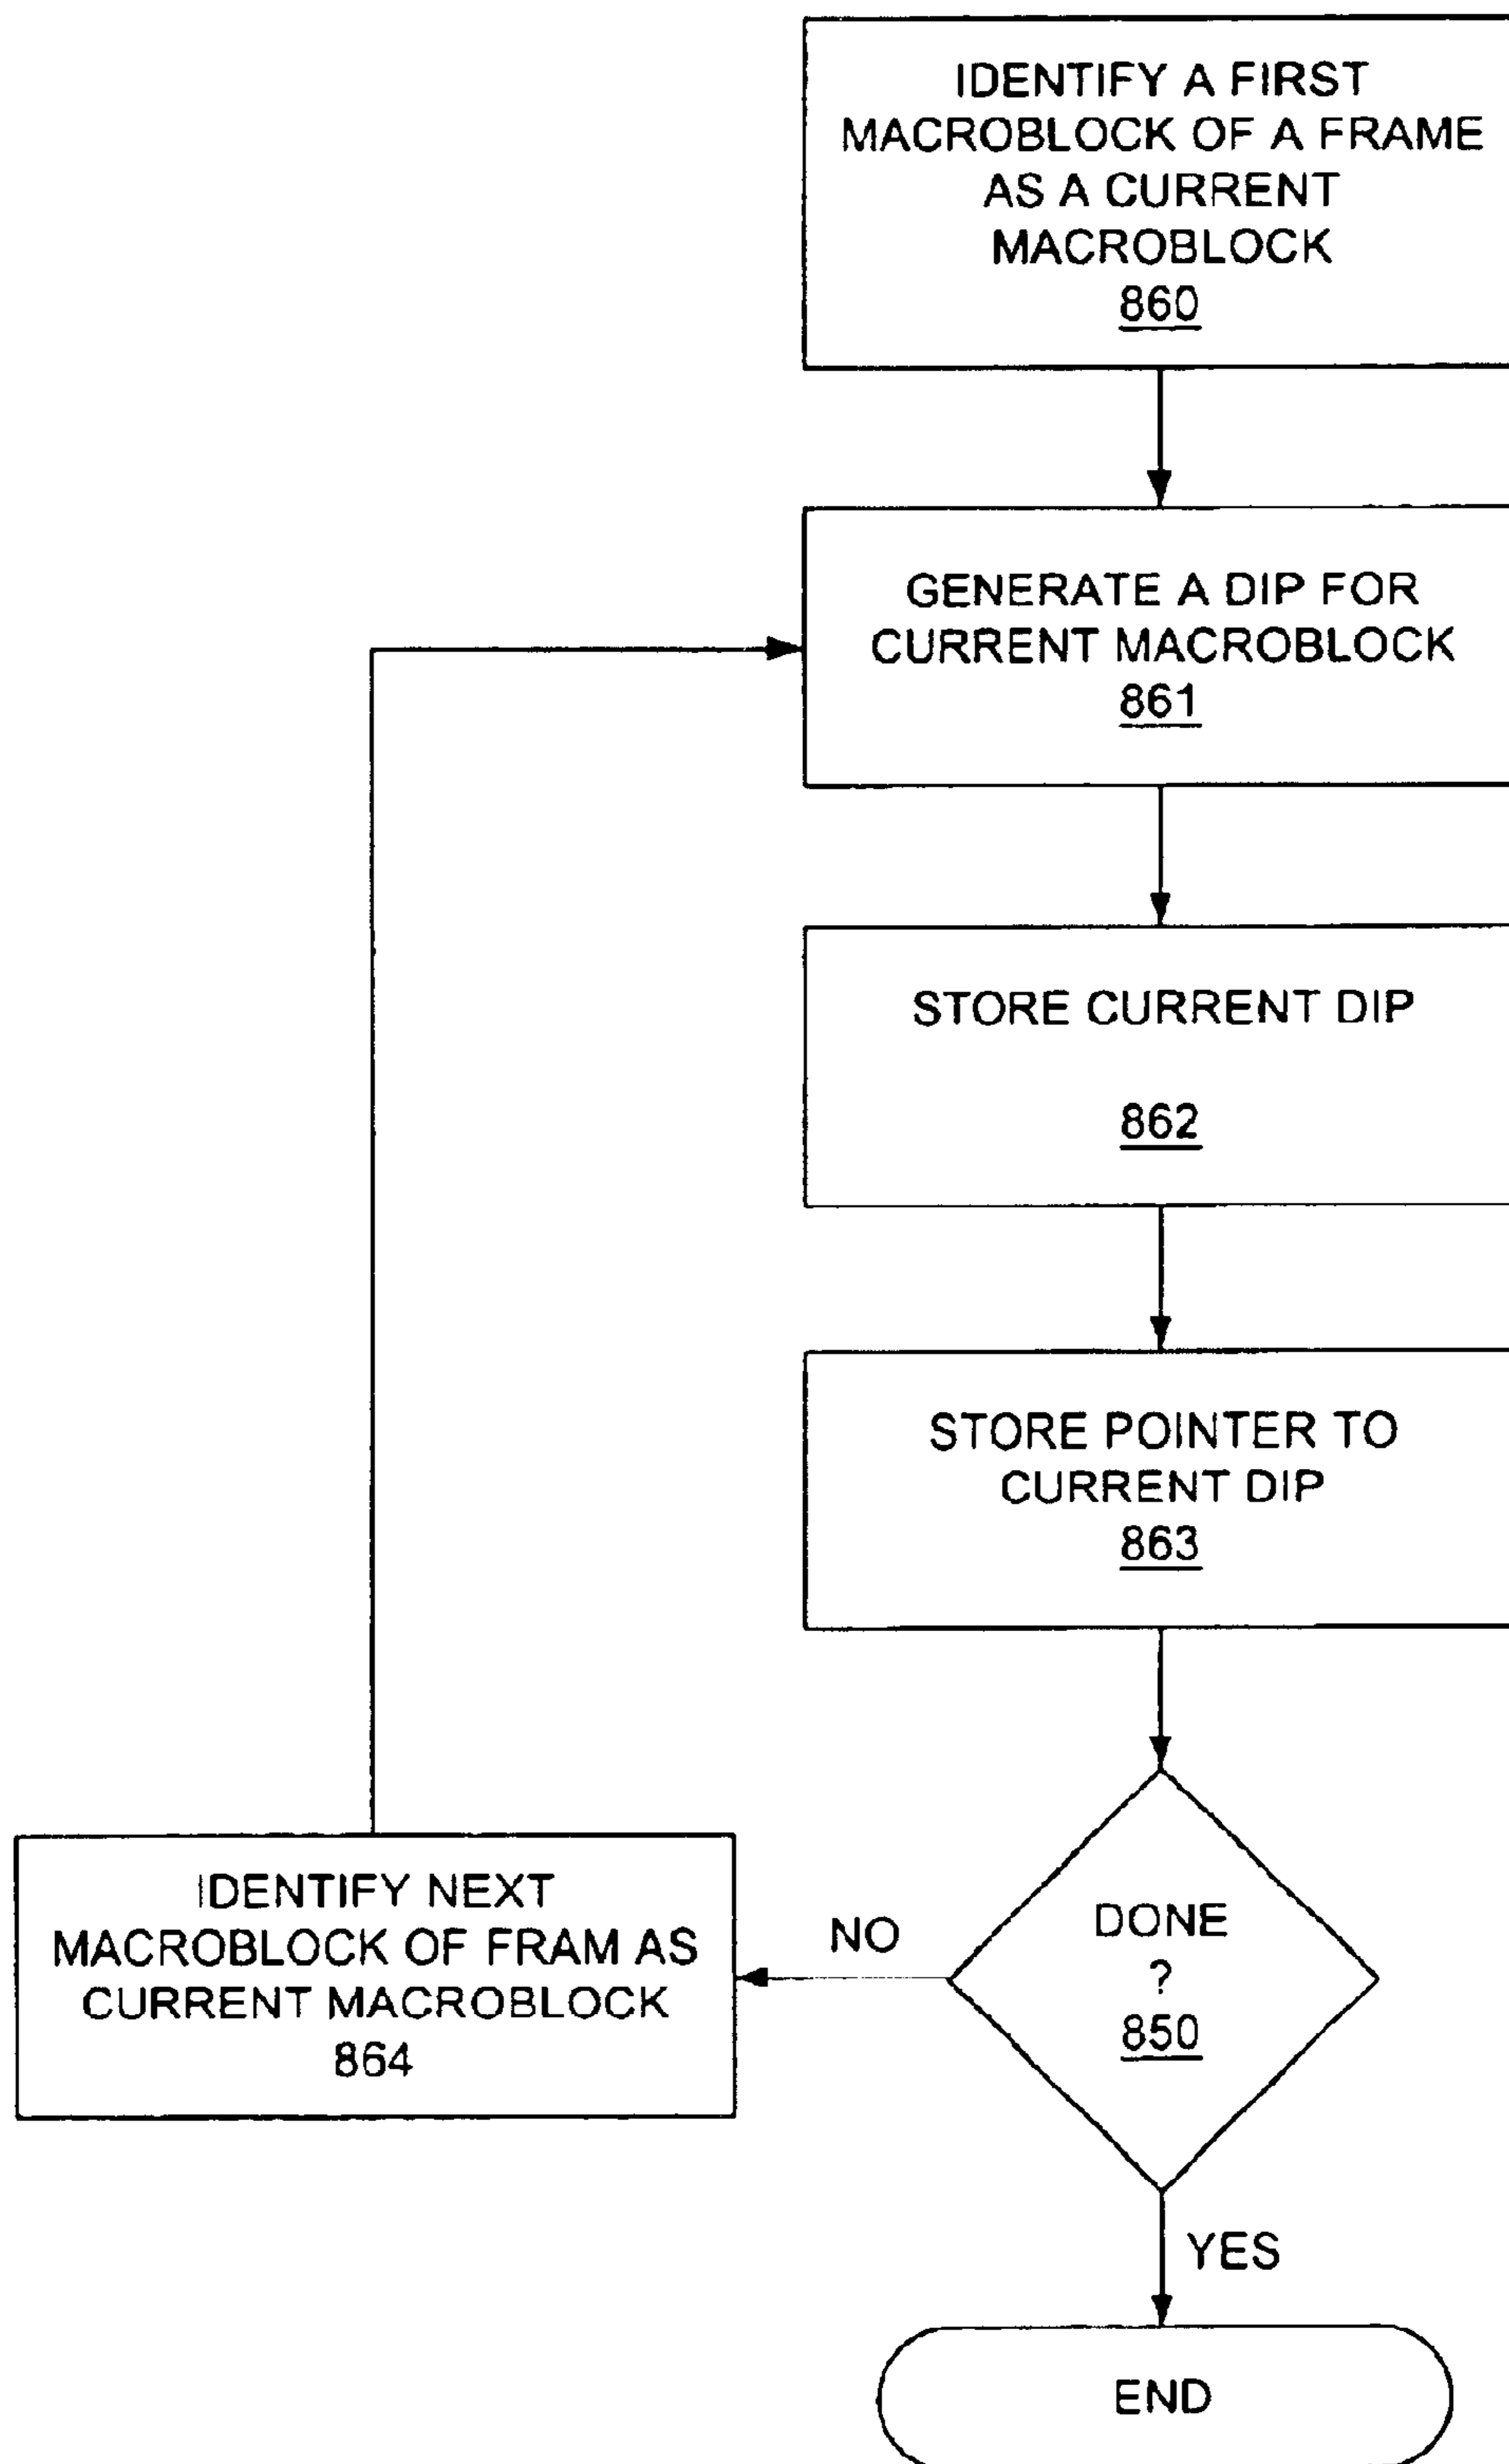 IDENTIFY A FIRST
MACROBLOCK OF A FRAME
AS A CURRENT
MACROBLOCK
860
GENERATE A DIP FOR
CURRENT MACROBLOCK
861
STORE CURRENT DIP
862
STORE POINTER TO
CURRENT DIP
863
DONE
?
850
NO
IDENTIFY NEXT
MACROBLOCK OF FRAM AS
CURRENT MACROBLOCK
864
YES
END